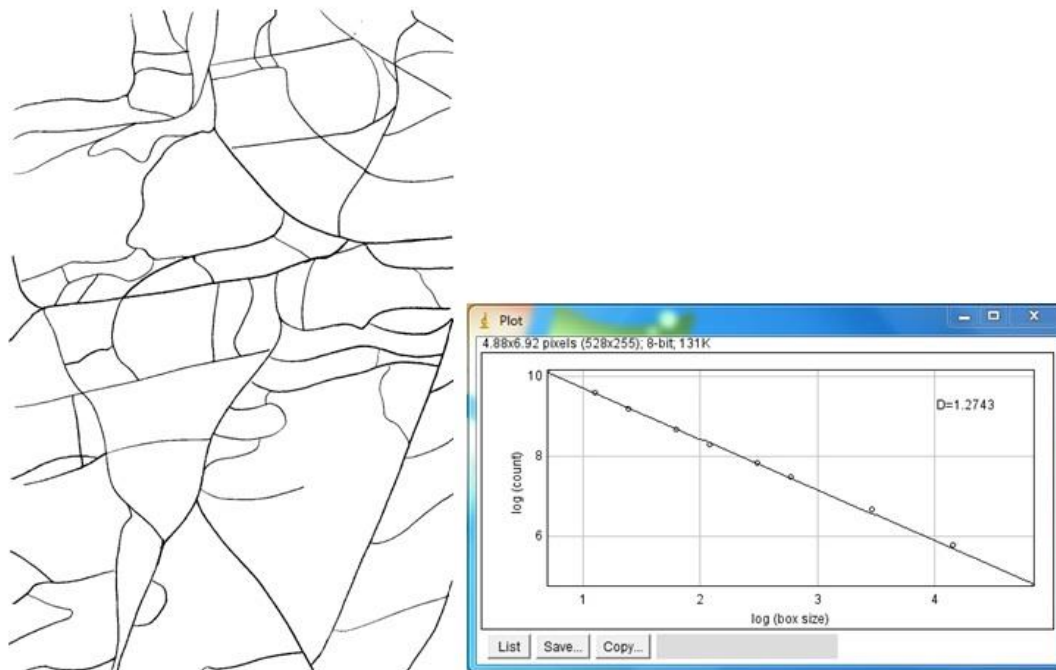 Plot
4.88x6.92 pixels (528x255); 8-bit; 131K
10
8
6
log (count)
D=1.2743
1 2 3 4
log (box size)
List Save... Copy...